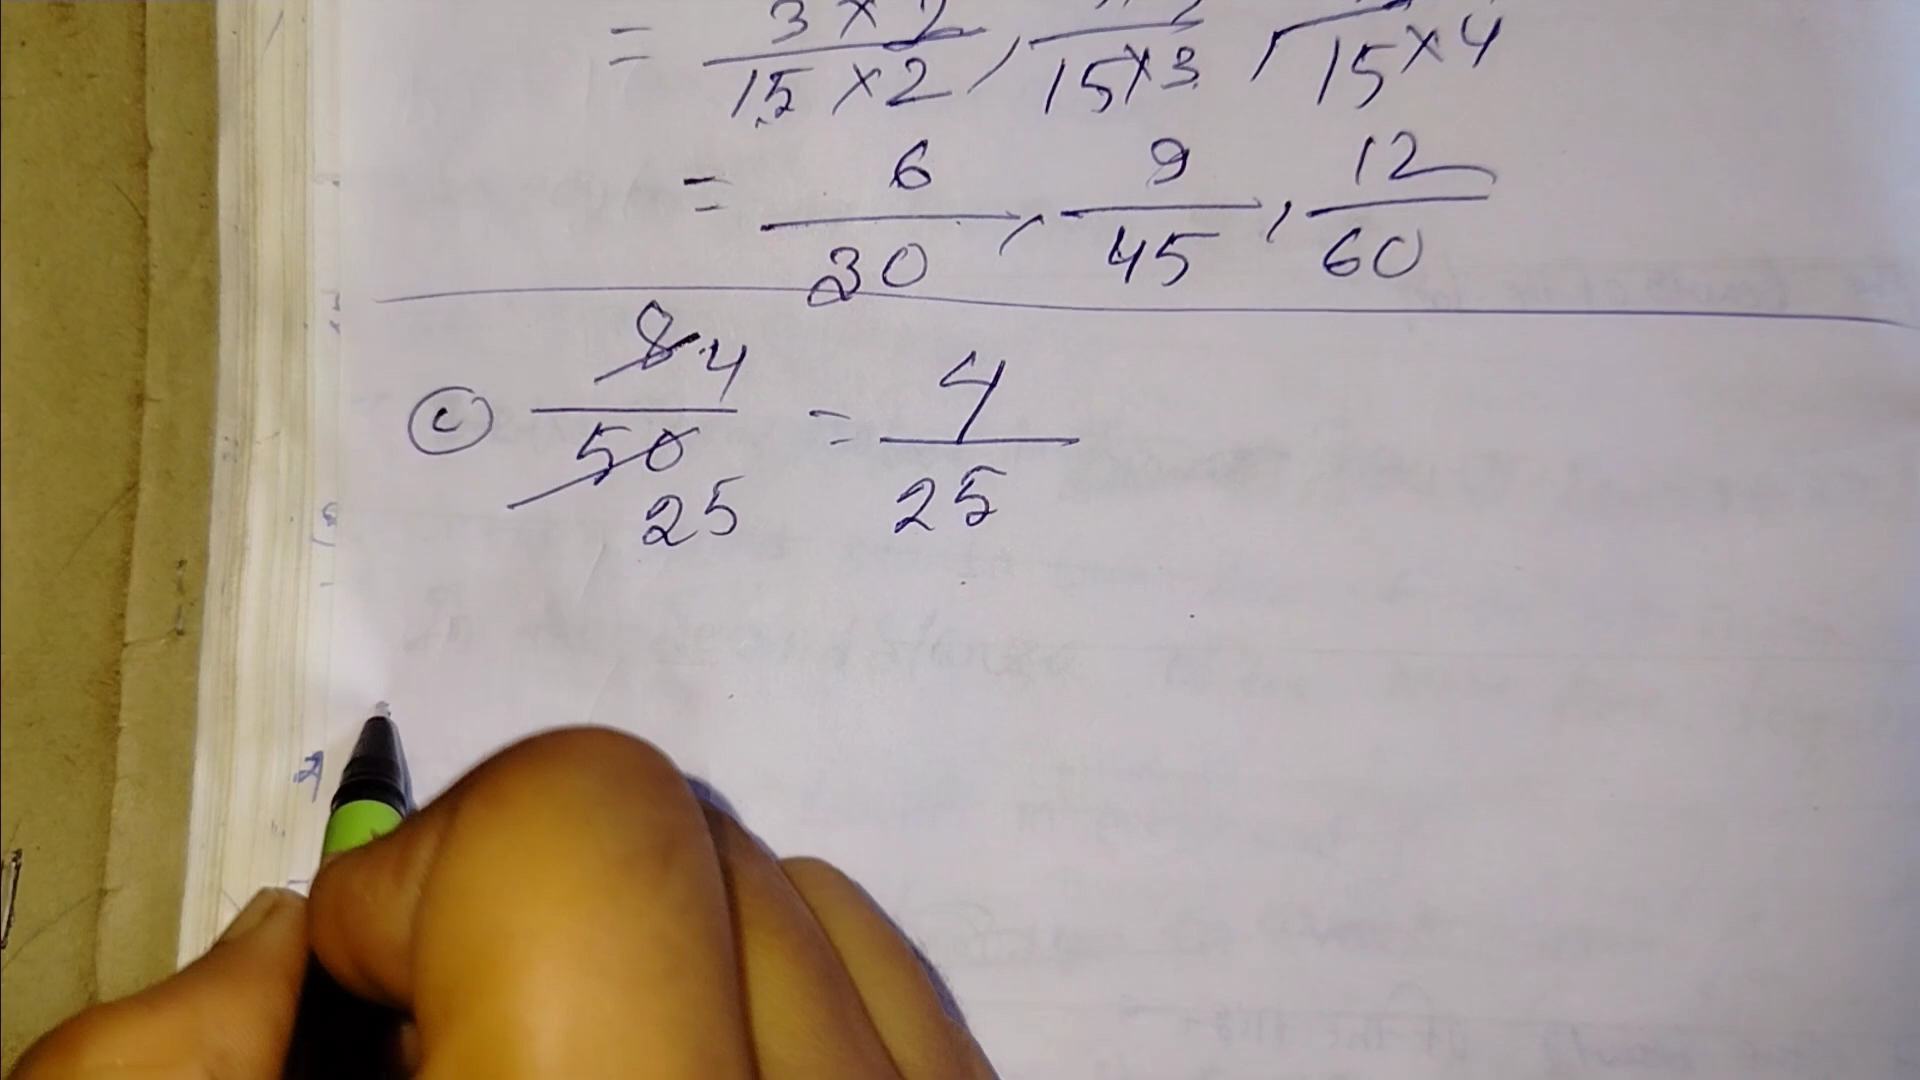 = 3 × 2 / 15 × 2 , / 15 × 3 , / 15 × 4
= 6/30 , 9/45 , 12/60
(c) 8 4 / 50 25 = 4/25